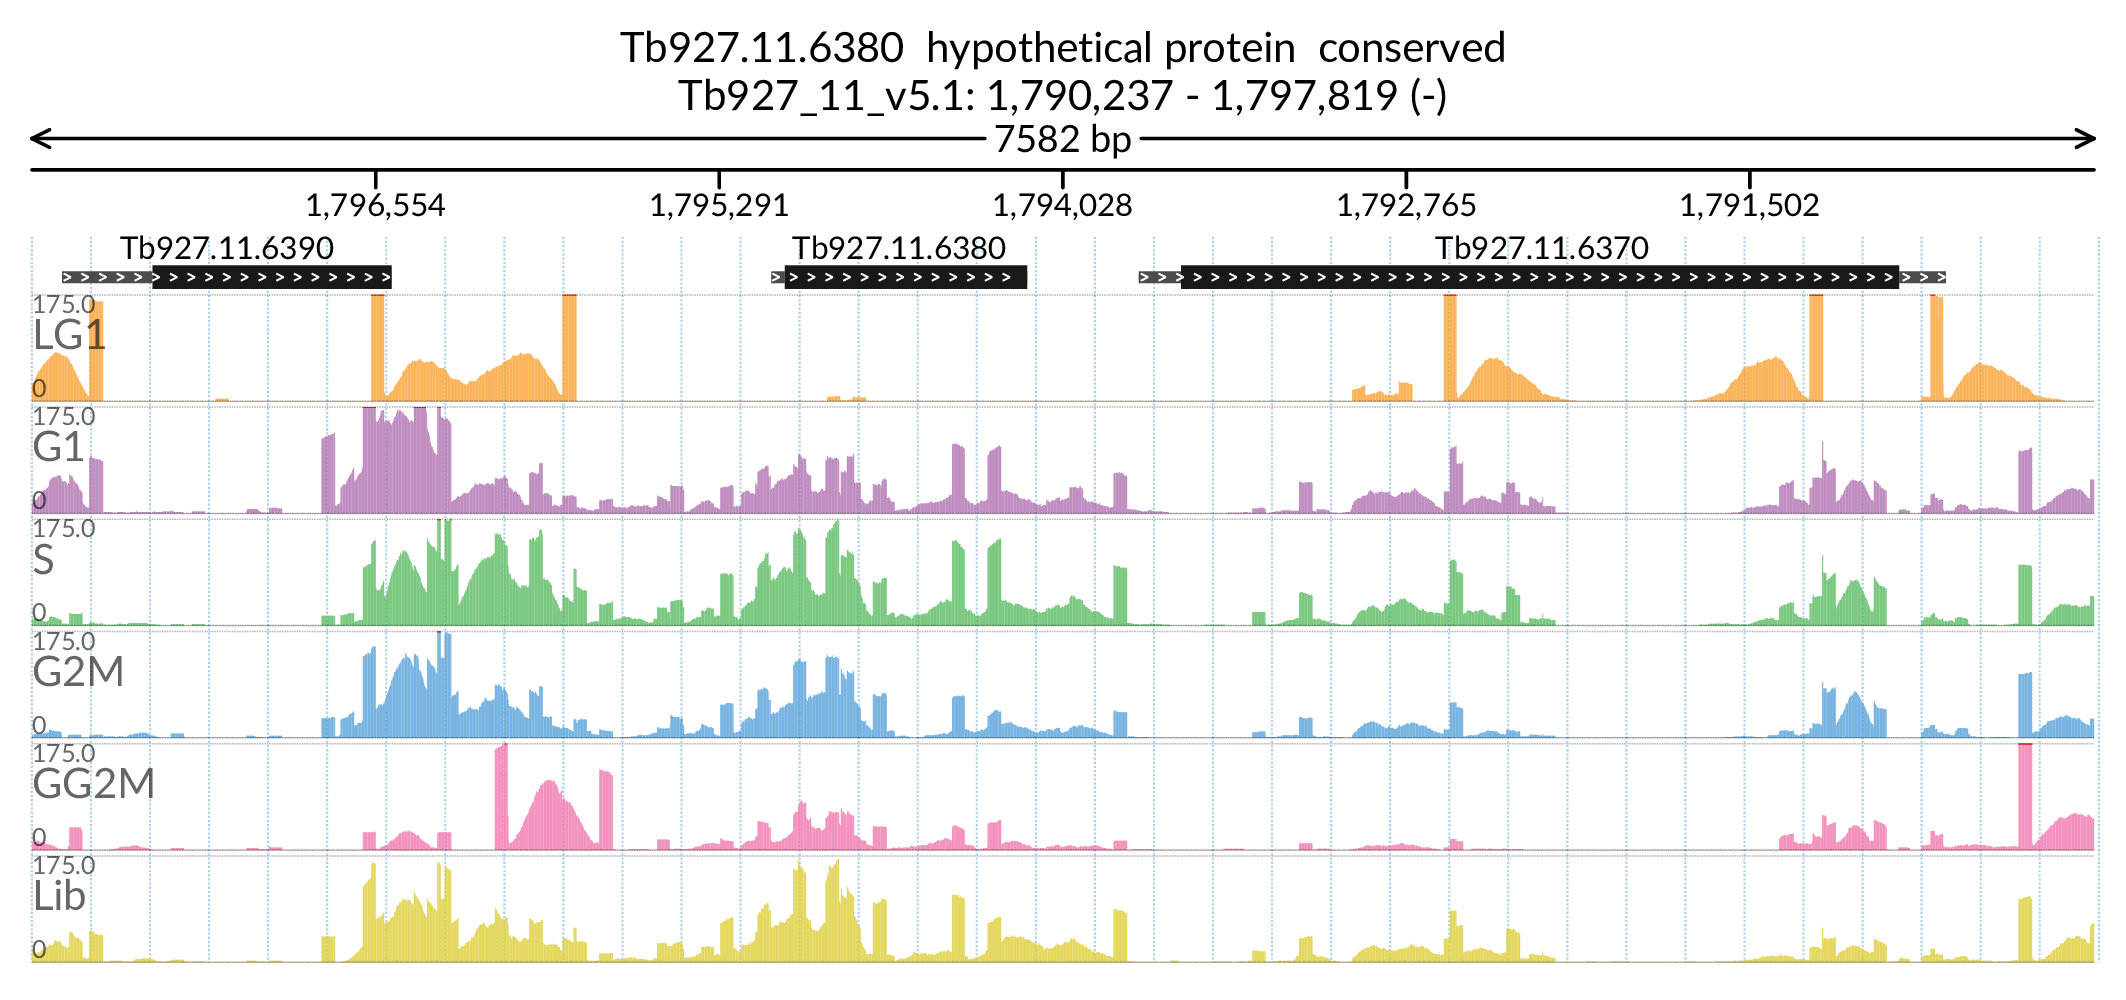 Tb927.11.6380  hypothetical protein  conserved
Tb927_11_v5.1: 1,790,237 - 1,797,819 (-)
7582 bp
1,796,554 1,795,291 1,794,028 1,792,765 1,791,502
Tb927.11.6390 Tb927.11.6380 Tb927.11.6370
175.0
LG1
0
175.0
G1
0
175.0
S
0
175.0
G2M
0
175.0
GG2M
0
175.0
Lib
0